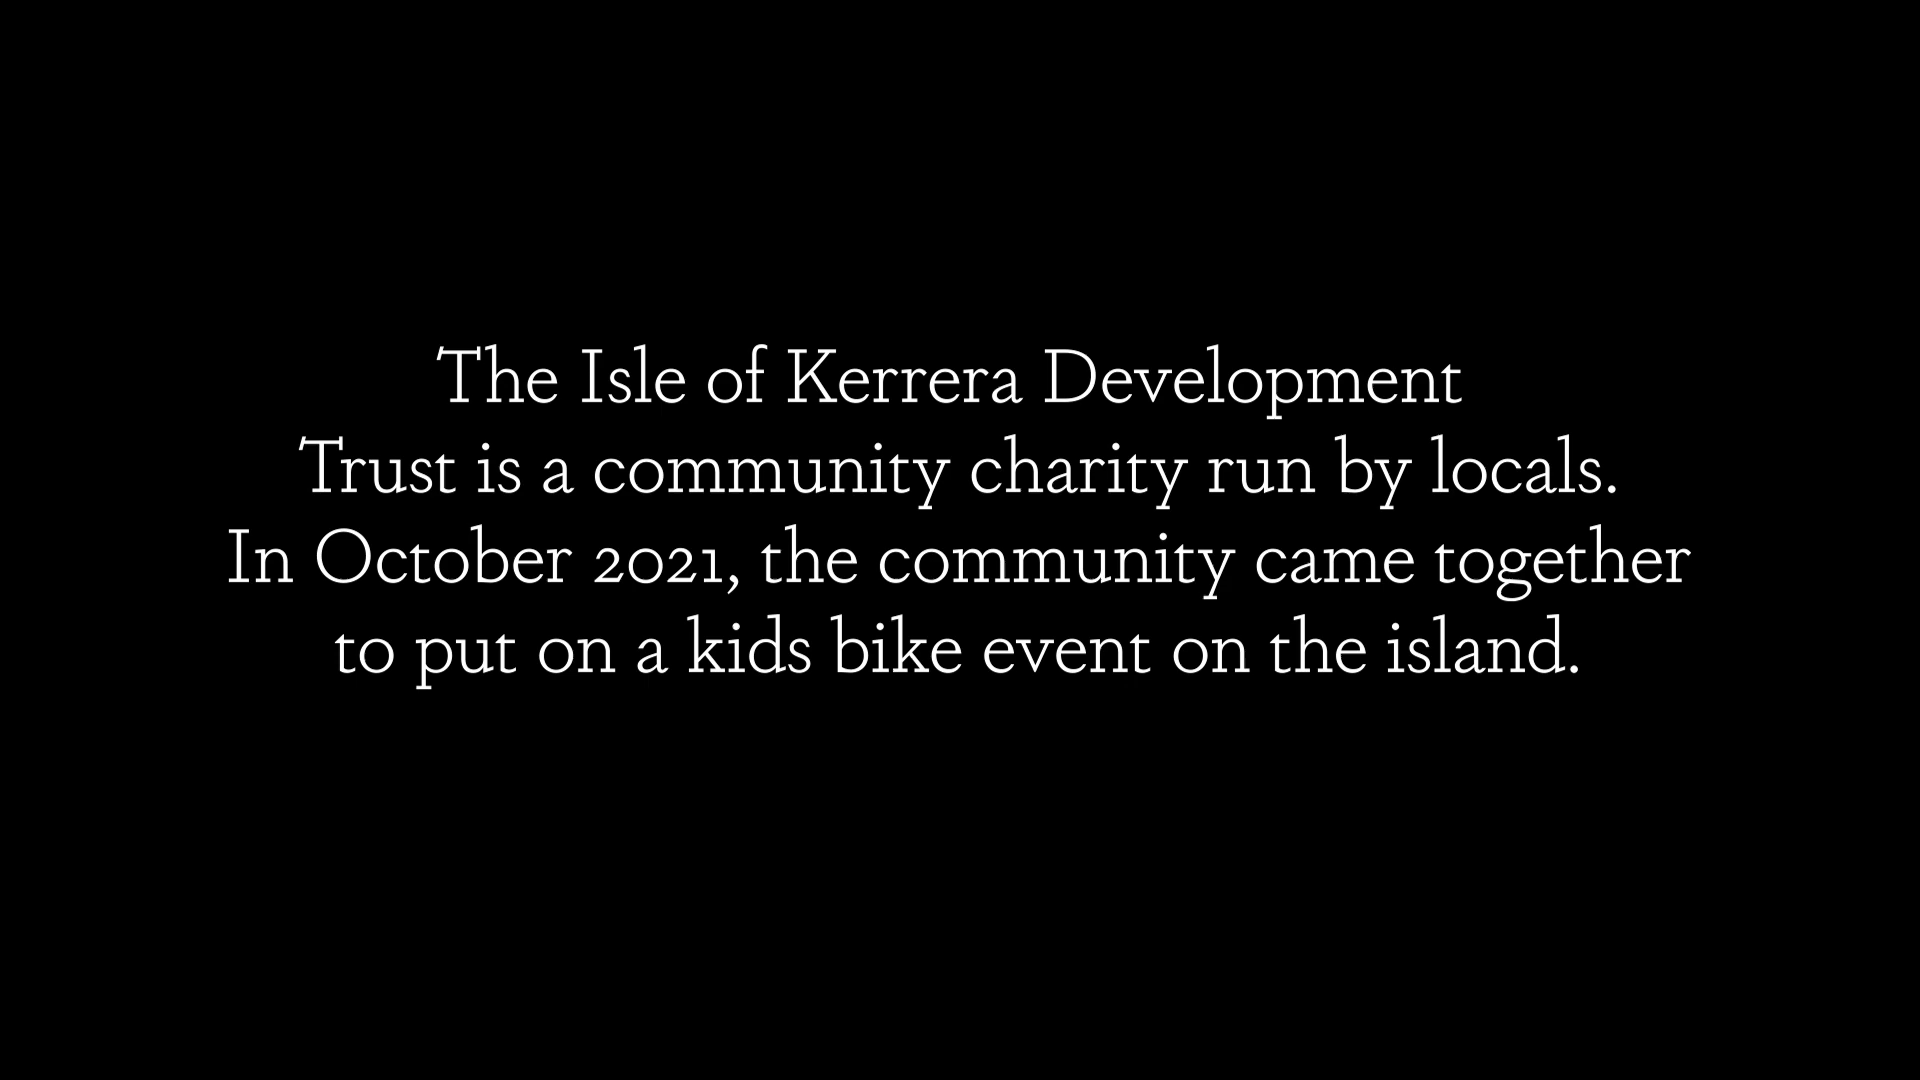 The Isle of Kerrera Development
Trust is a community charity run by locals.
In October 2021, the community came together
to put on a kids bike event on the island.